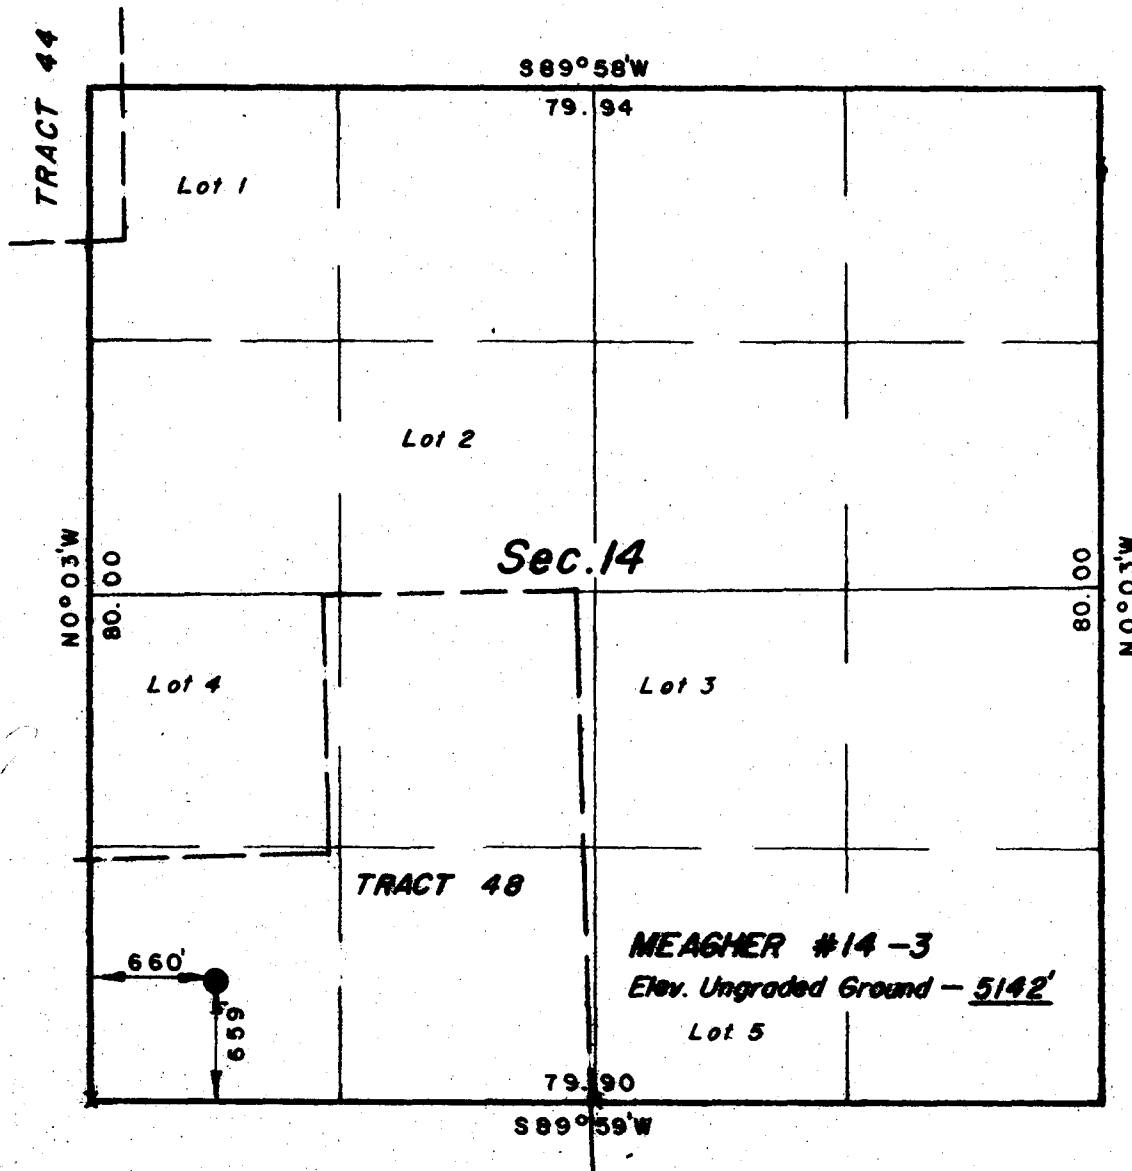 TRACT 44
S89°58'W
79.94
Lot 1
Lot 2
Sec. 14
N0°03'W
80.00
80.00
N0°03'W
Lot 4
Lot 3
TRACT 48
MEAGHER #14-3
Elev. Ungraded Ground - 5142'
Lot 5
660'
659'
79.90
S89°59'W